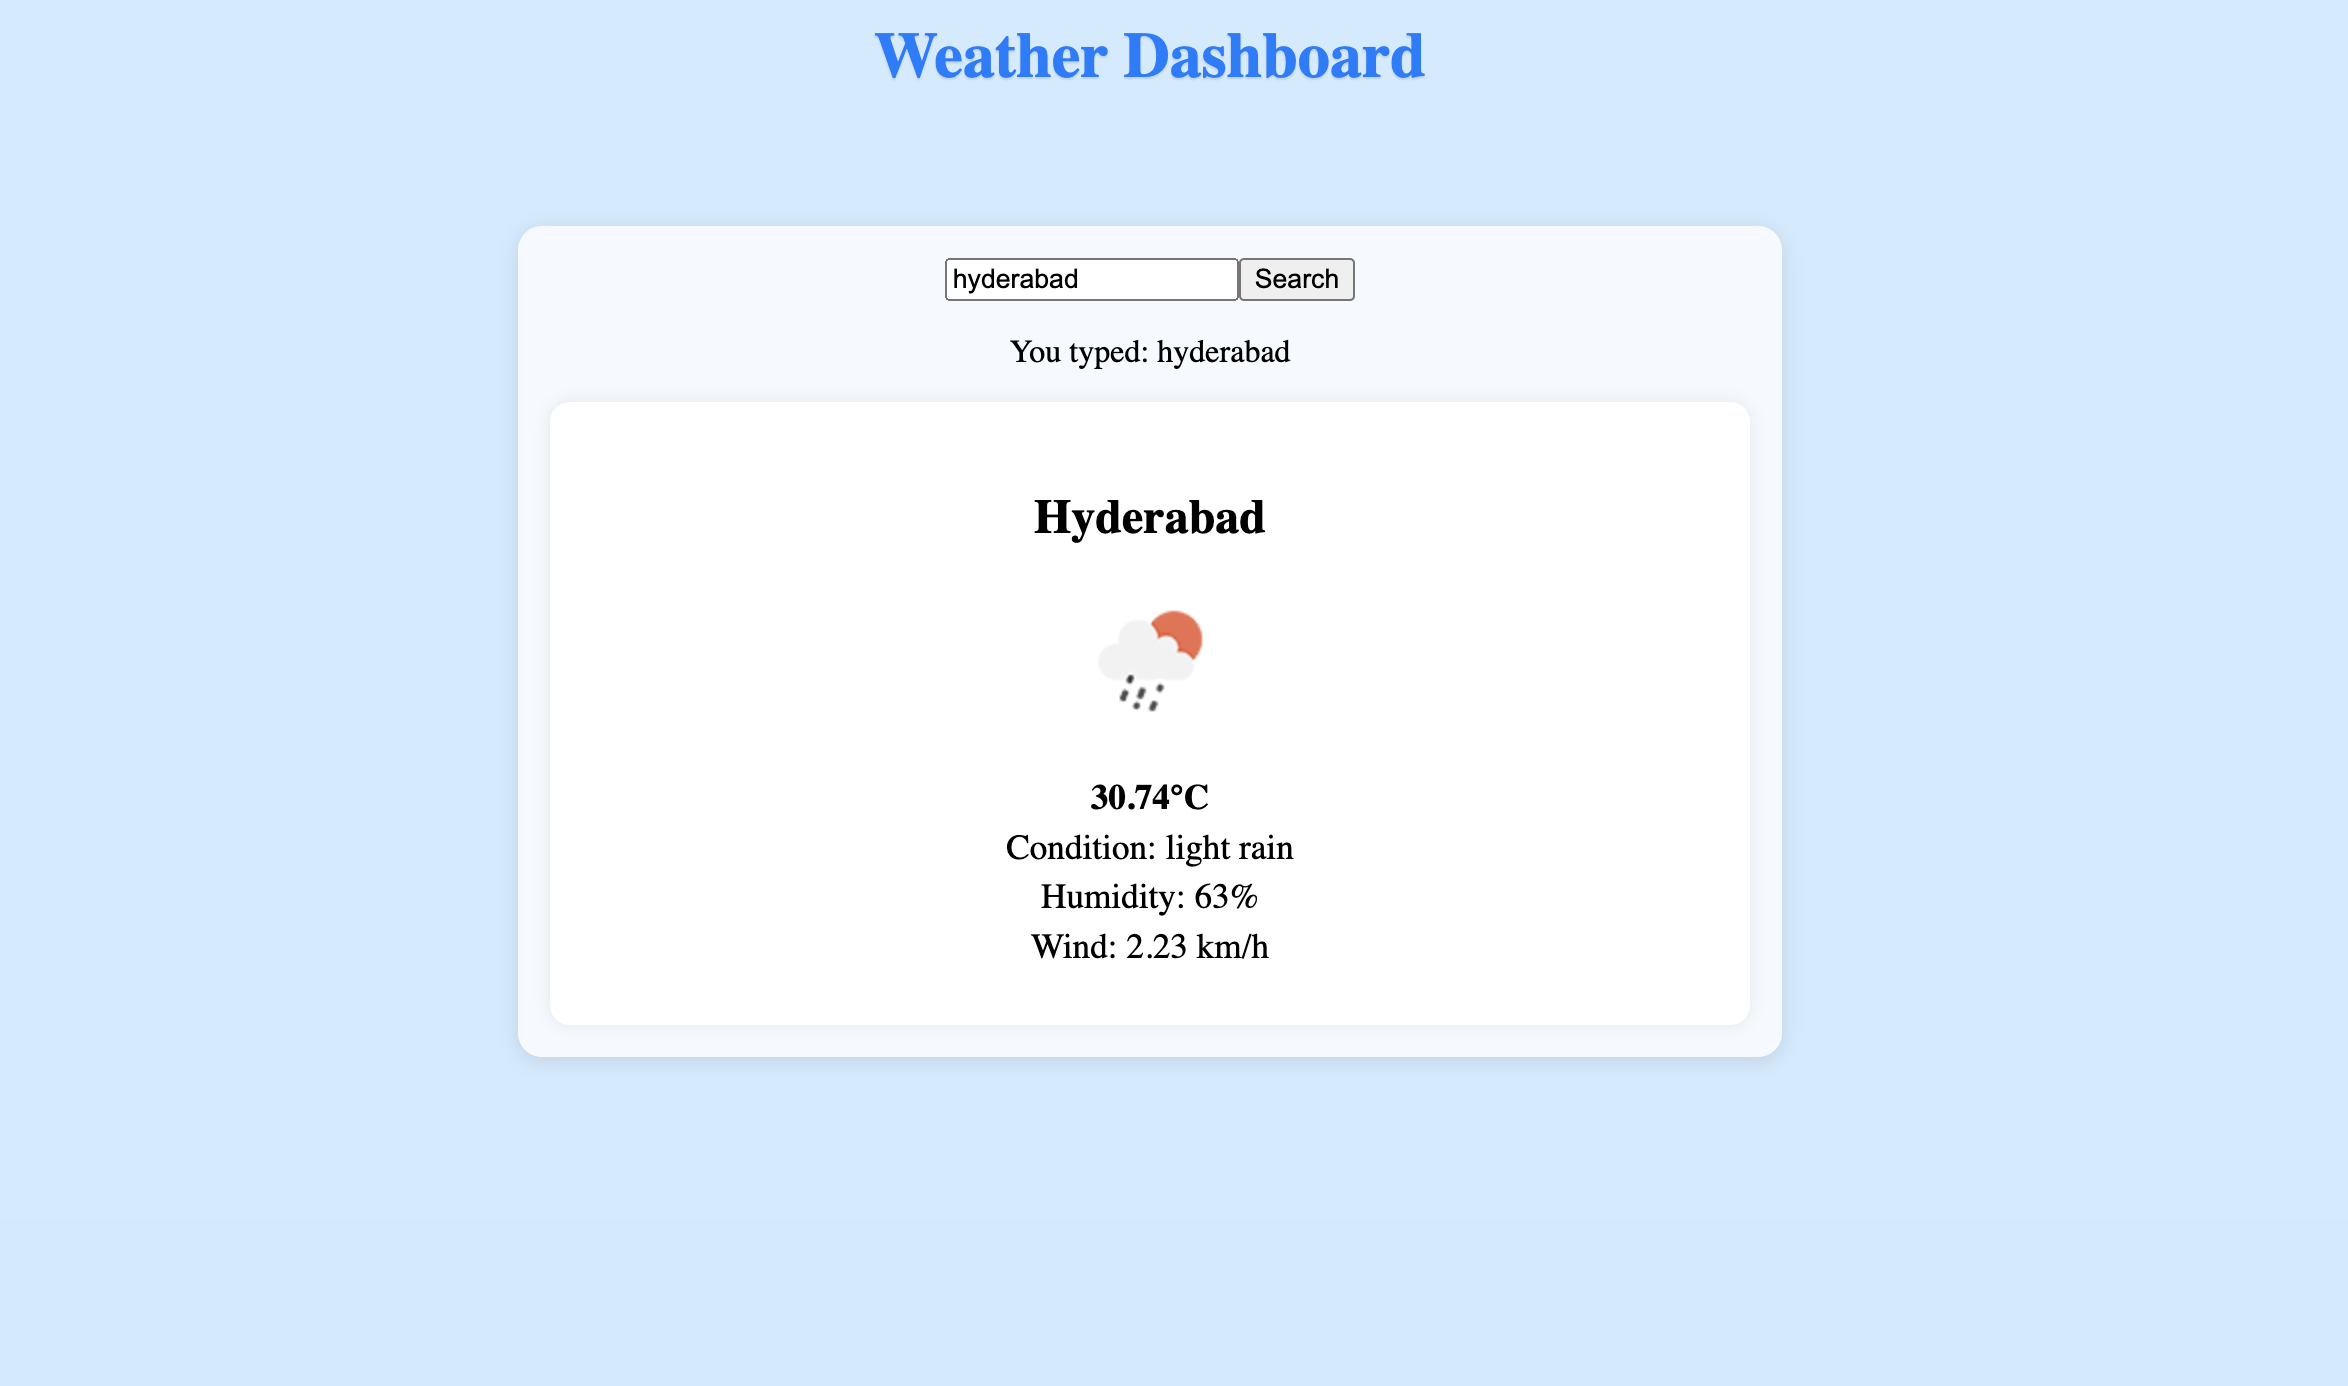 Weather Dashboard
hyderabad Search
You typed: hyderabad
Hyderabad
30.74°C
Condition: light rain
Humidity: 63%
Wind: 2.23 km/h